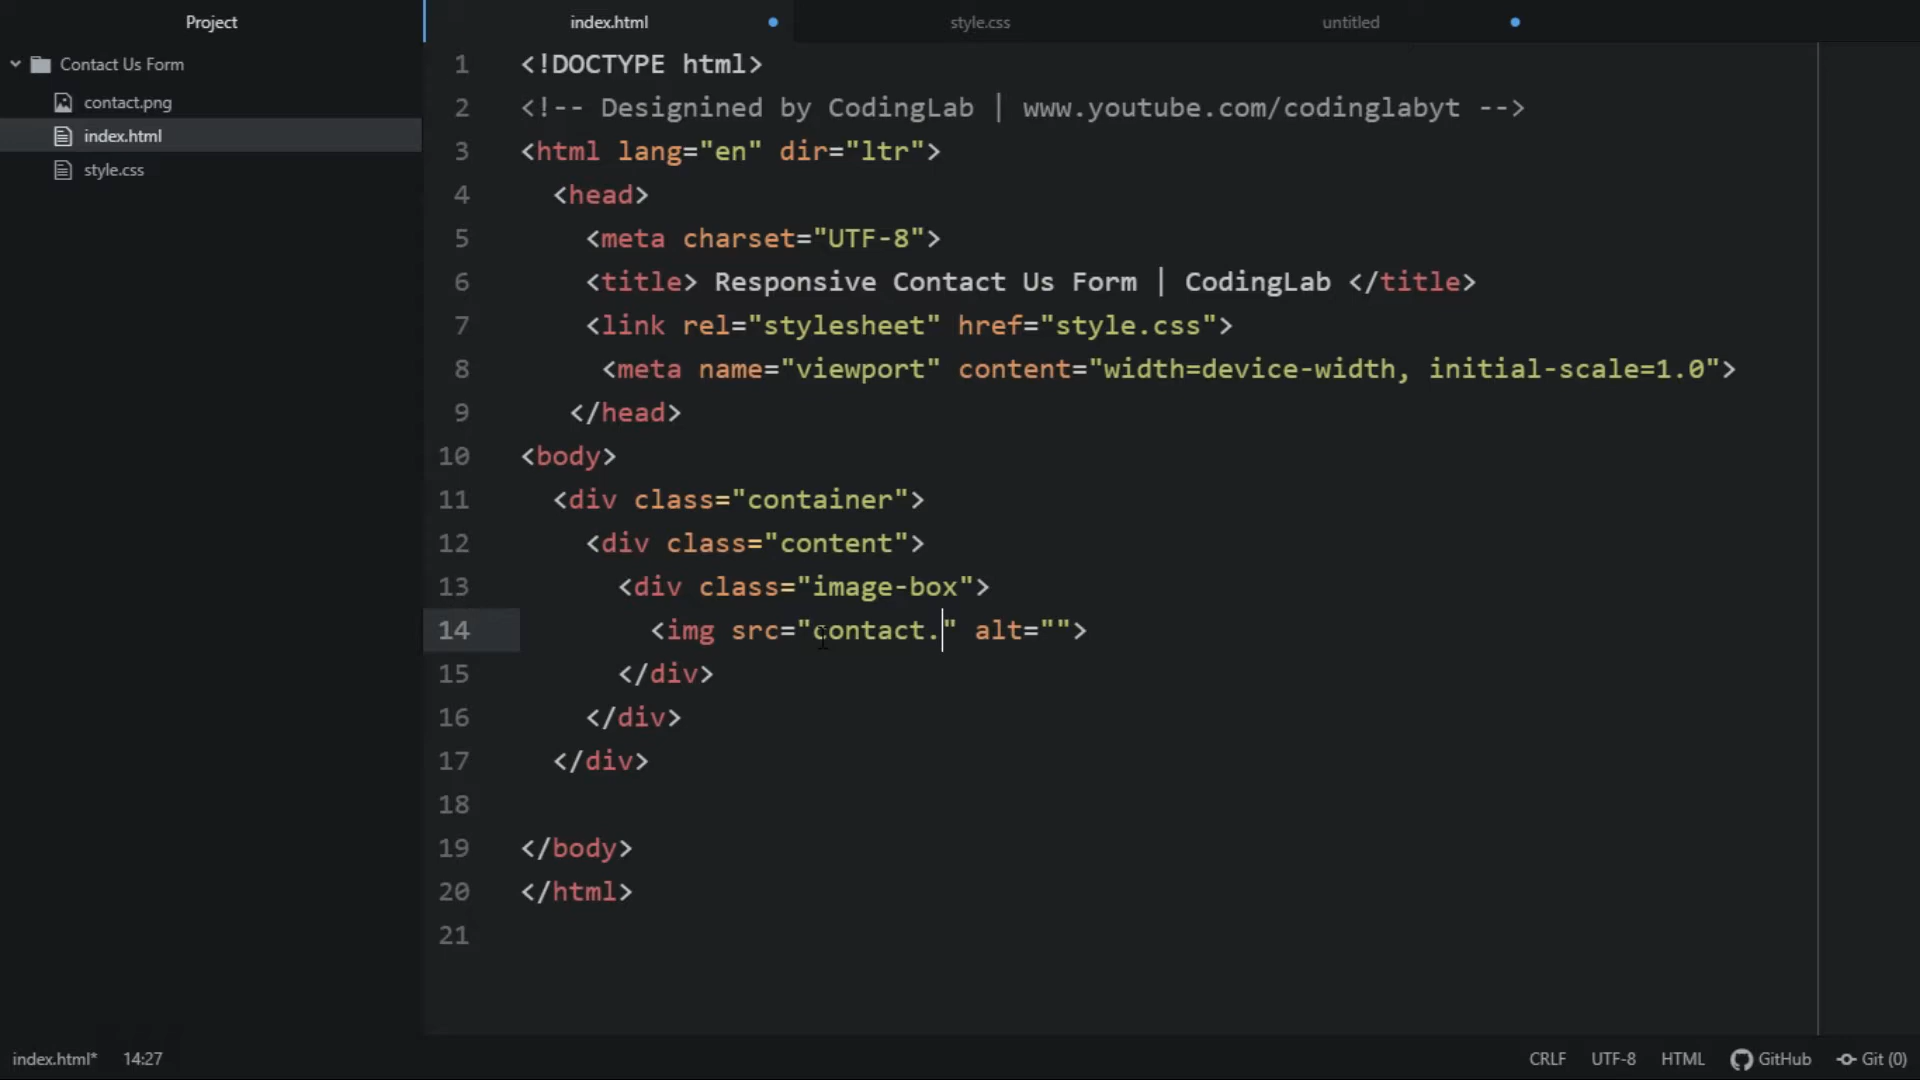 Project
index.html
style.css
untitled
Contact Us Form
contact.png
index.html
style.css
1 <!DOCTYPE html>
2 <!-- Designined by CodingLab | www.youtube.com/codinglabyt -->
3 <html lang="en" dir="ltr">
4 <head>
5 <meta charset="UTF-8">
6 <title> Responsive Contact Us Form | CodingLab </title>
7 <link rel="stylesheet" href="style.css">
8 <meta name="viewport" content="width=device-width, initial-scale=1.0">
9 </head>
10 <body>
11 <div class="container">
12 <div class="content">
13 <div class="image-box">
14 <img src="contact." alt="">
15 </div>
16 </div>
17 </div>
18
19 </body>
20 </html>
21
index.html* 14:27 CRLF UTF-8 HTML GitHub Git (0)